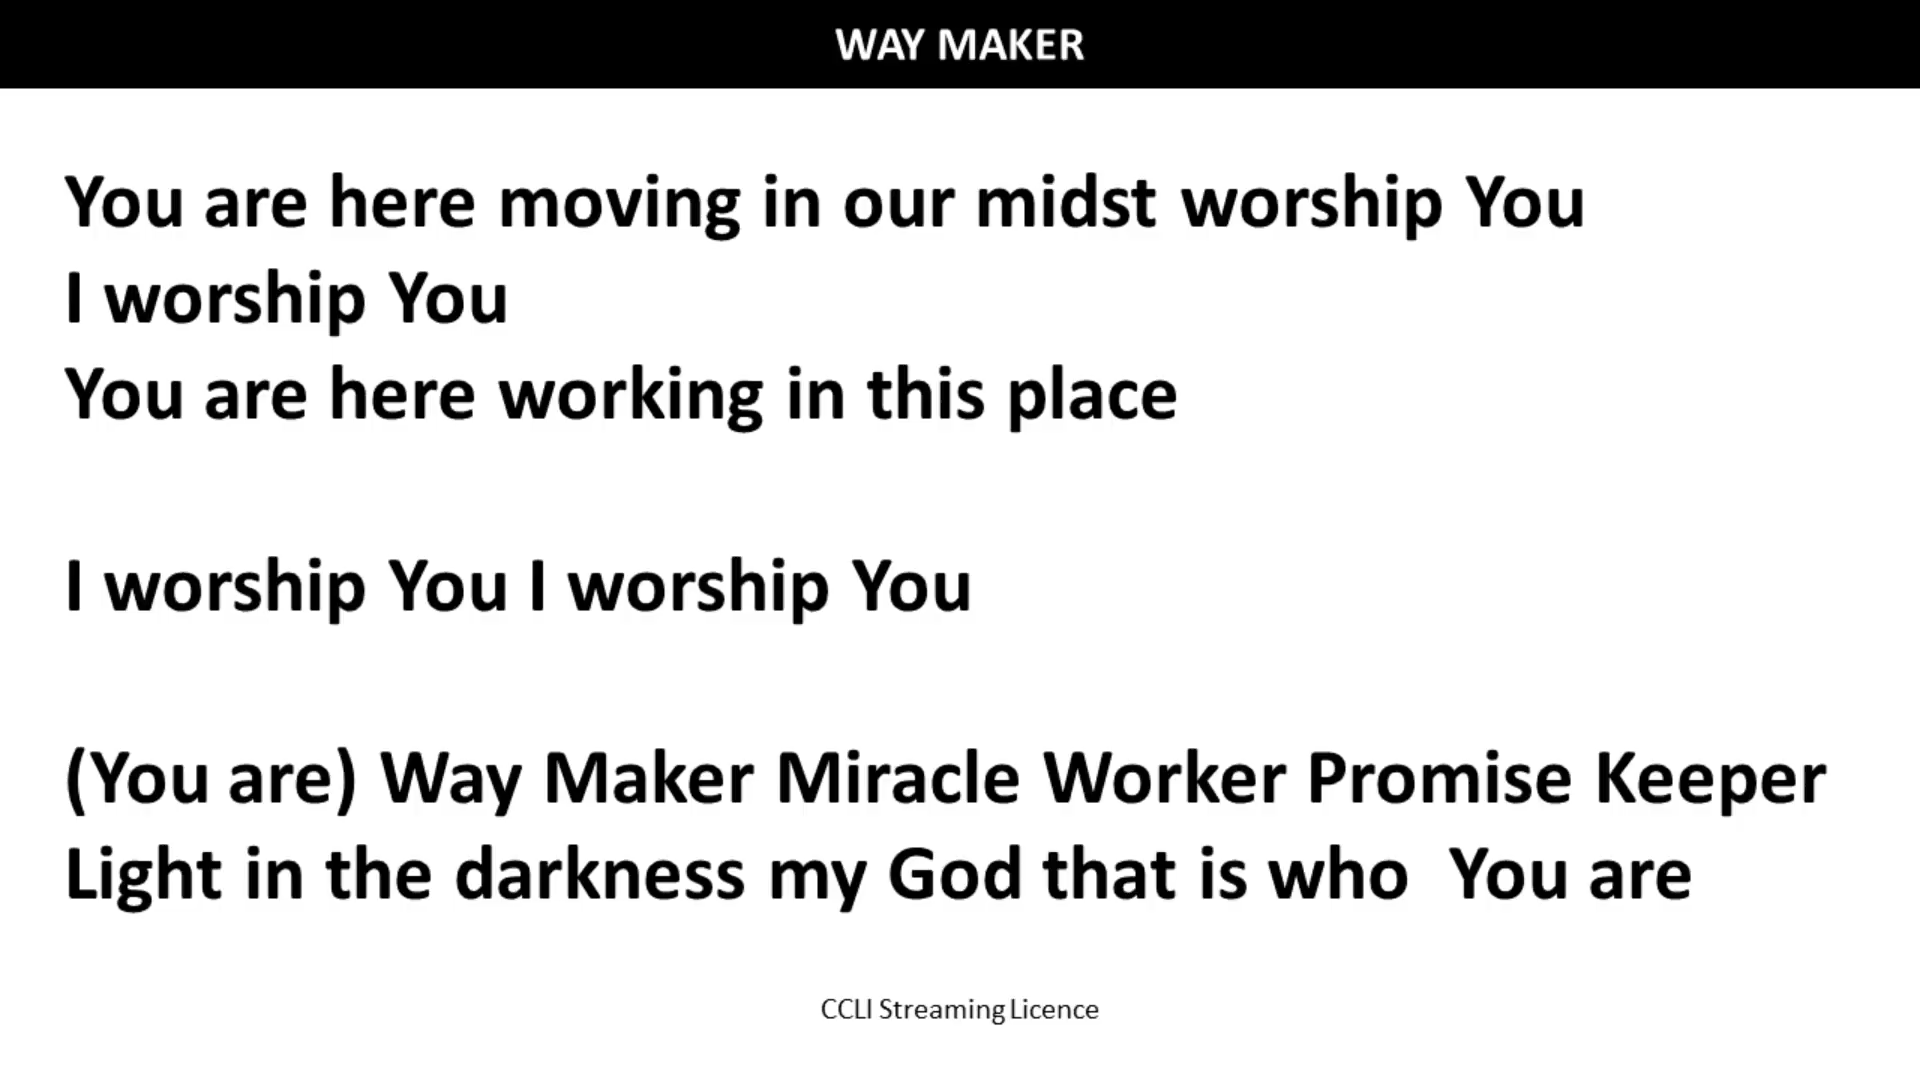 WAY MAKER
You are here moving in our midst worship You
I worship You
You are here working in this place
I worship You I worship You
(You are) Way Maker Miracle Worker Promise Keeper
Light in the darkness my God that is who  You are
CCLI Streaming Licence